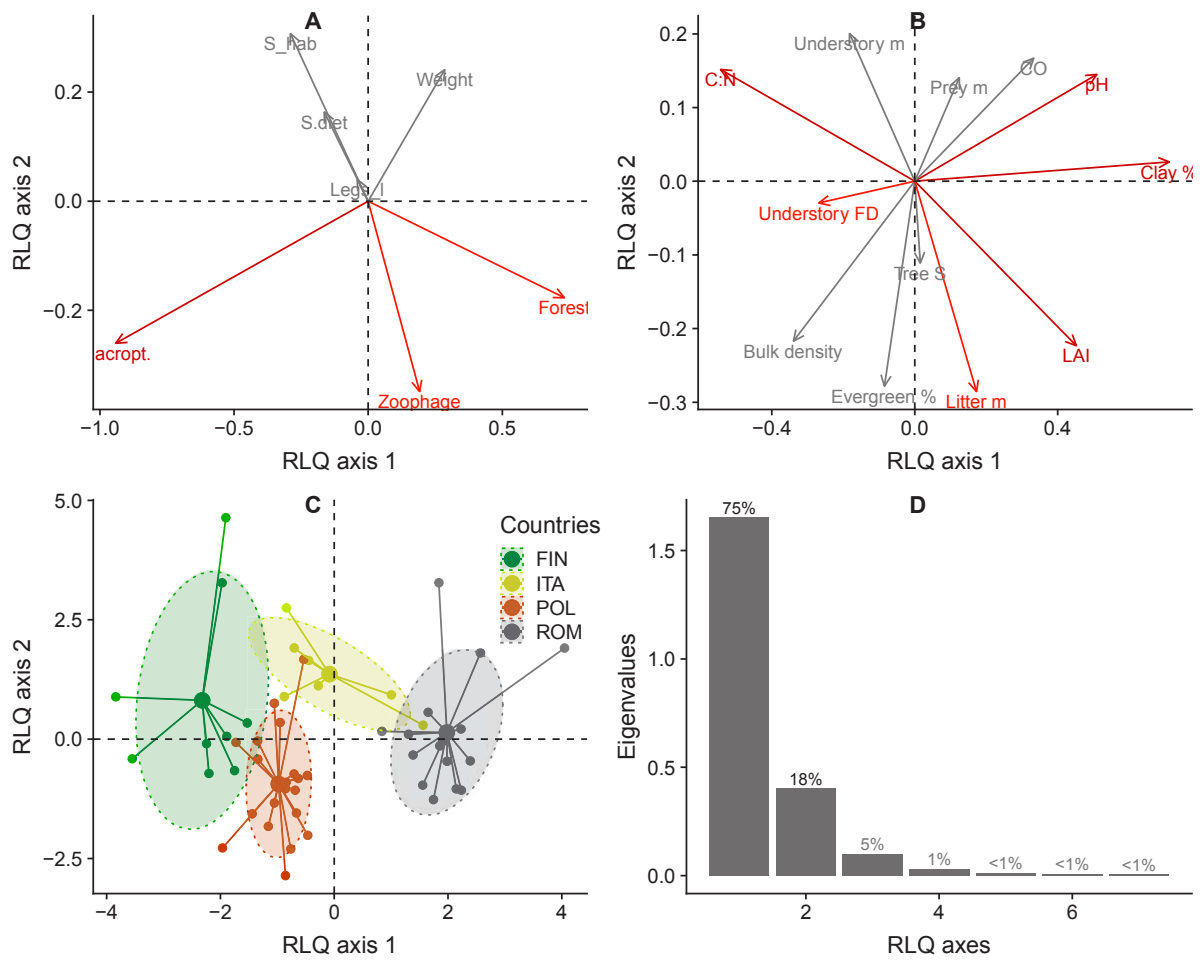 A
S_hab
Weight
S.diet
Legs_l
Forest
Zoophage
acropt.
0.2
0.0
−0.2
−1.0
−0.5
0.0
0.5
RLQ axis 1
RLQ axis 2
B
Understory m
CO
Prey m
C:N
pH
Clay %
Understory FD
Tree S
Bulk density
LAI
Evergreen %
Litter m
0.2
0.1
0.0
−0.1
−0.2
−0.3
−0.4
0.0
0.4
RLQ axis 1
RLQ axis 2
C
Countries
FIN
ITA
POL
ROM
5.0
2.5
0.0
−2.5
−4
−2
0
2
4
RLQ axis 1
RLQ axis 2
D
75%
18%
5%
1%
<1%
<1%
<1%
1.5
1.0
0.5
0.0
2
4
6
RLQ axes
Eigenvalues